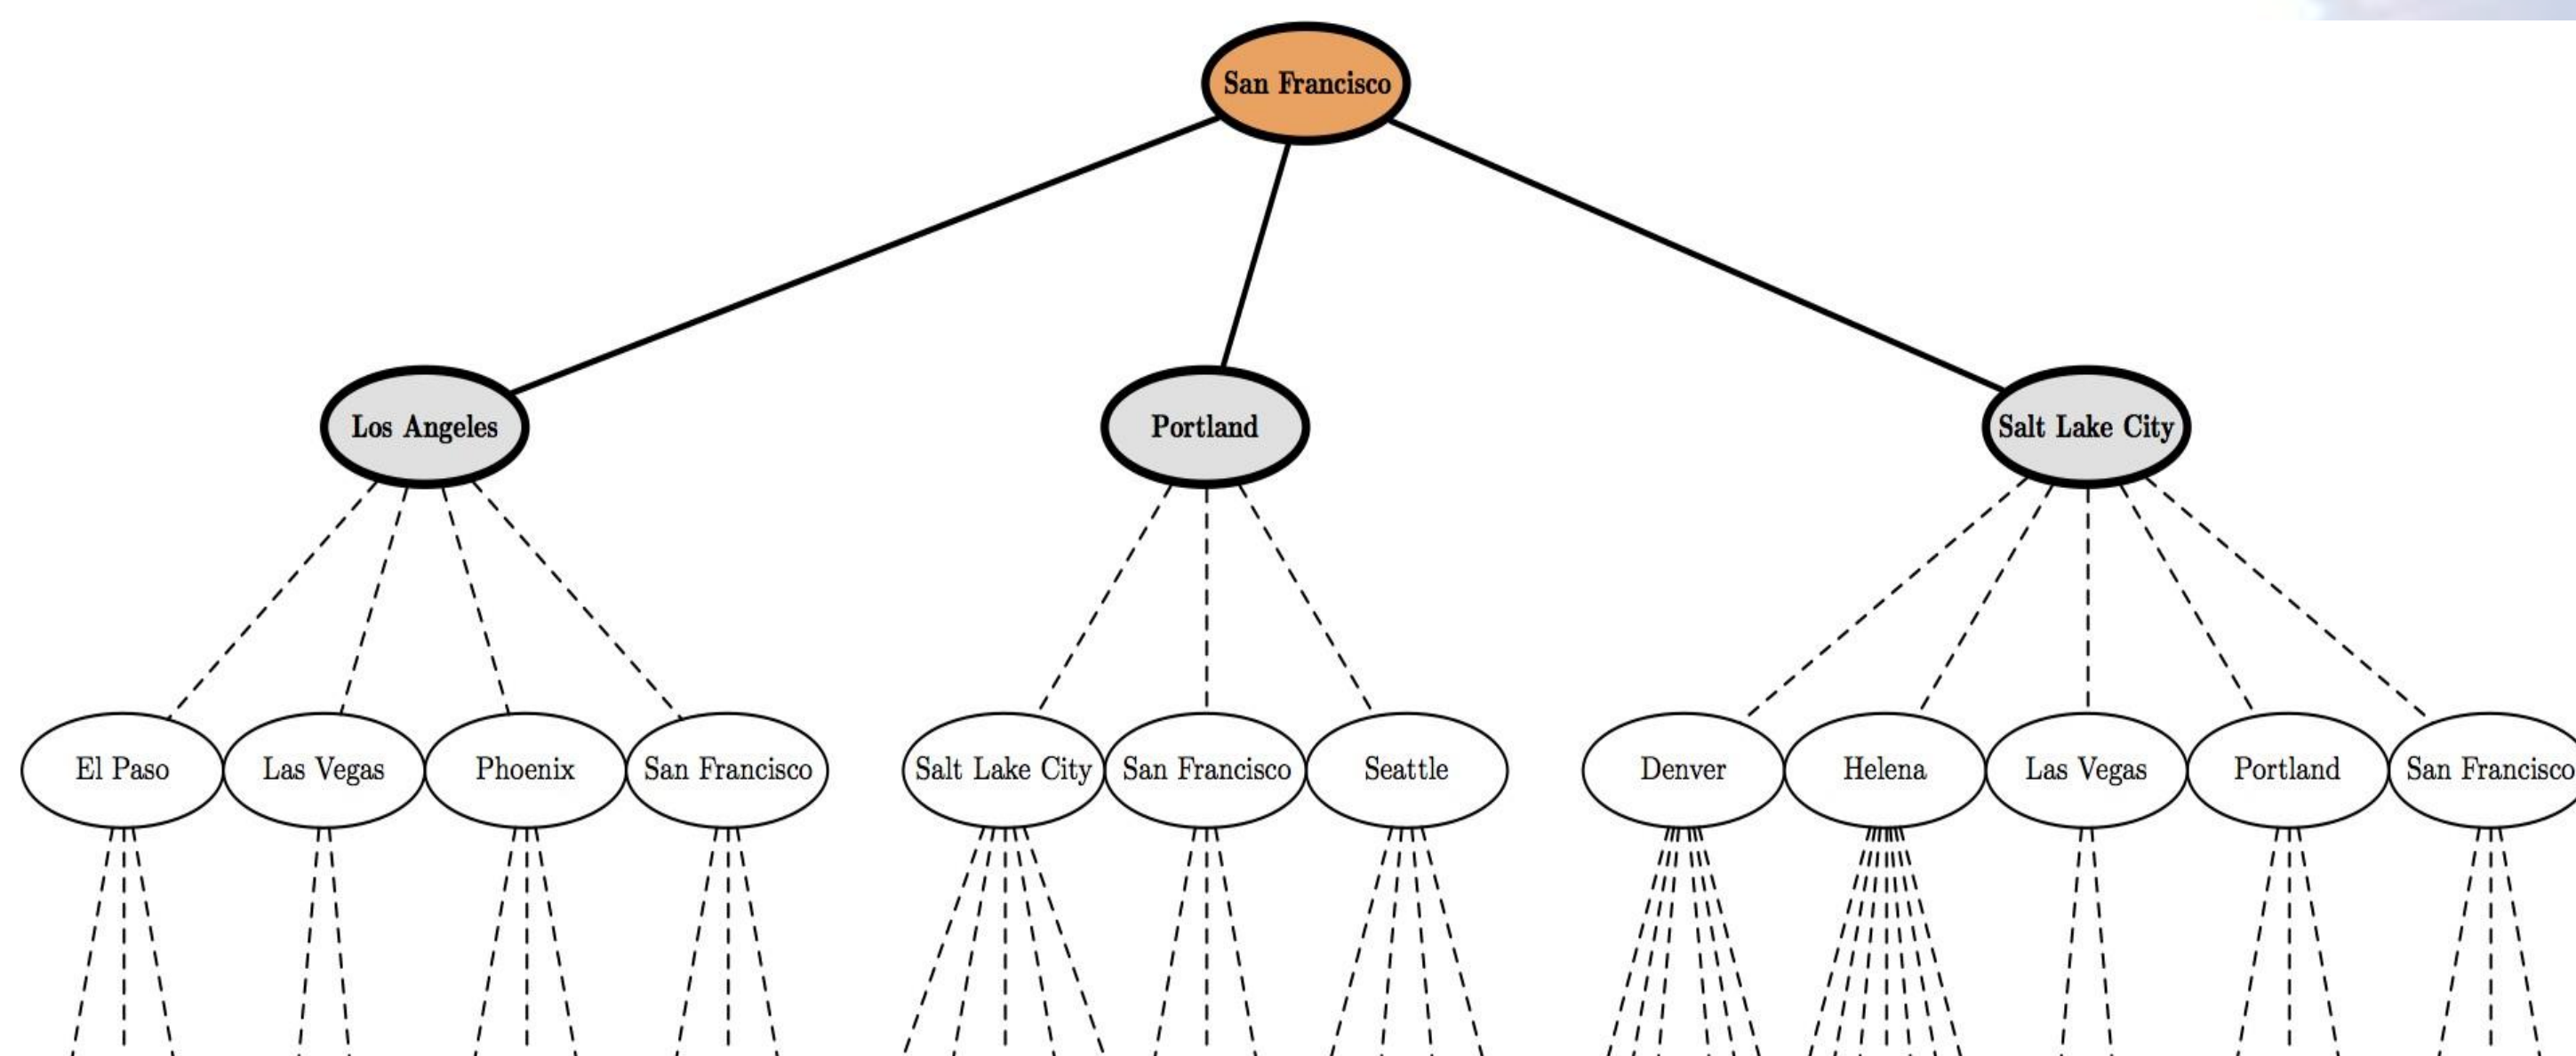 San Francisco
Los Angeles
Portland
Salt Lake City
El Paso
Las Vegas
Phoenix
San Francisco
Salt Lake City
San Francisco
Seattle
Denver
Helena
Las Vegas
Portland
San Francisco